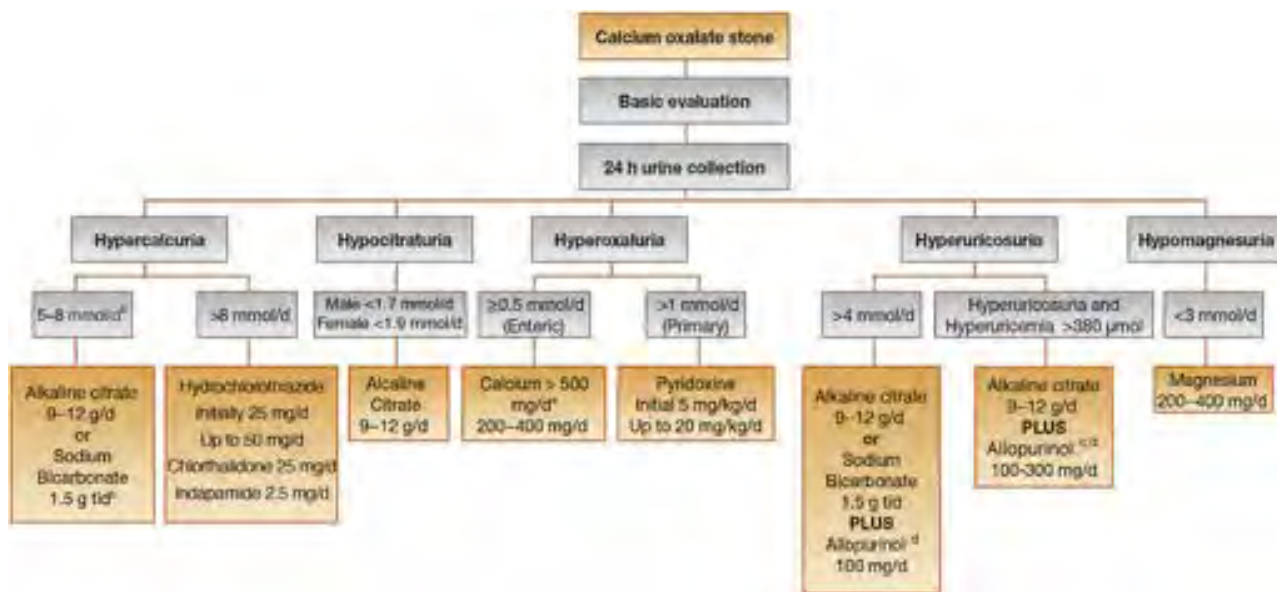 Calcium oxalate stone
Basic evaluation
24 h urine collection
Hypercalcuria
Hypocitraturia
Hyperoxaluria
Hyperuricosuria
Hypomagnesuria
5–8 mmol/d
>8 mmol/d
Male <1.7 mmol/d
Female <1.9 mmol/d
≥0.5 mmol/d
(Enteric)
>1 mmol/d
(Primary)
>4 mmol/d
Hyperuricosuria and
Hyperuricemia >380 µmol
<3 mmol/d
Alkaline citrate
9–12 g/d
or
Sodium
Bicarbonate
1.5 g tid
Hydrochlorothiazide
Initially 25 mg/d
Up to 50 mg/d
Chlorthalidone 25 mg/d
Indapamide 2.5 mg/d
Alcaline
Citrate
9–12 g/d
Calcium > 500
mg/d
200–400 mg/d
Pyridoxine
Initial 5 mg/kg/d
Up to 20 mg/kg/d
Alkaline citrate
9–12 g/d
or
Sodium
Bicarbonate
1.5 g tid
PLUS
Allopurinol d
100 mg/d
Alkaline citrate
9–12 g/d
PLUS
Allopurinol c/d
100-300 mg/d
Magnesium
200–400 mg/d